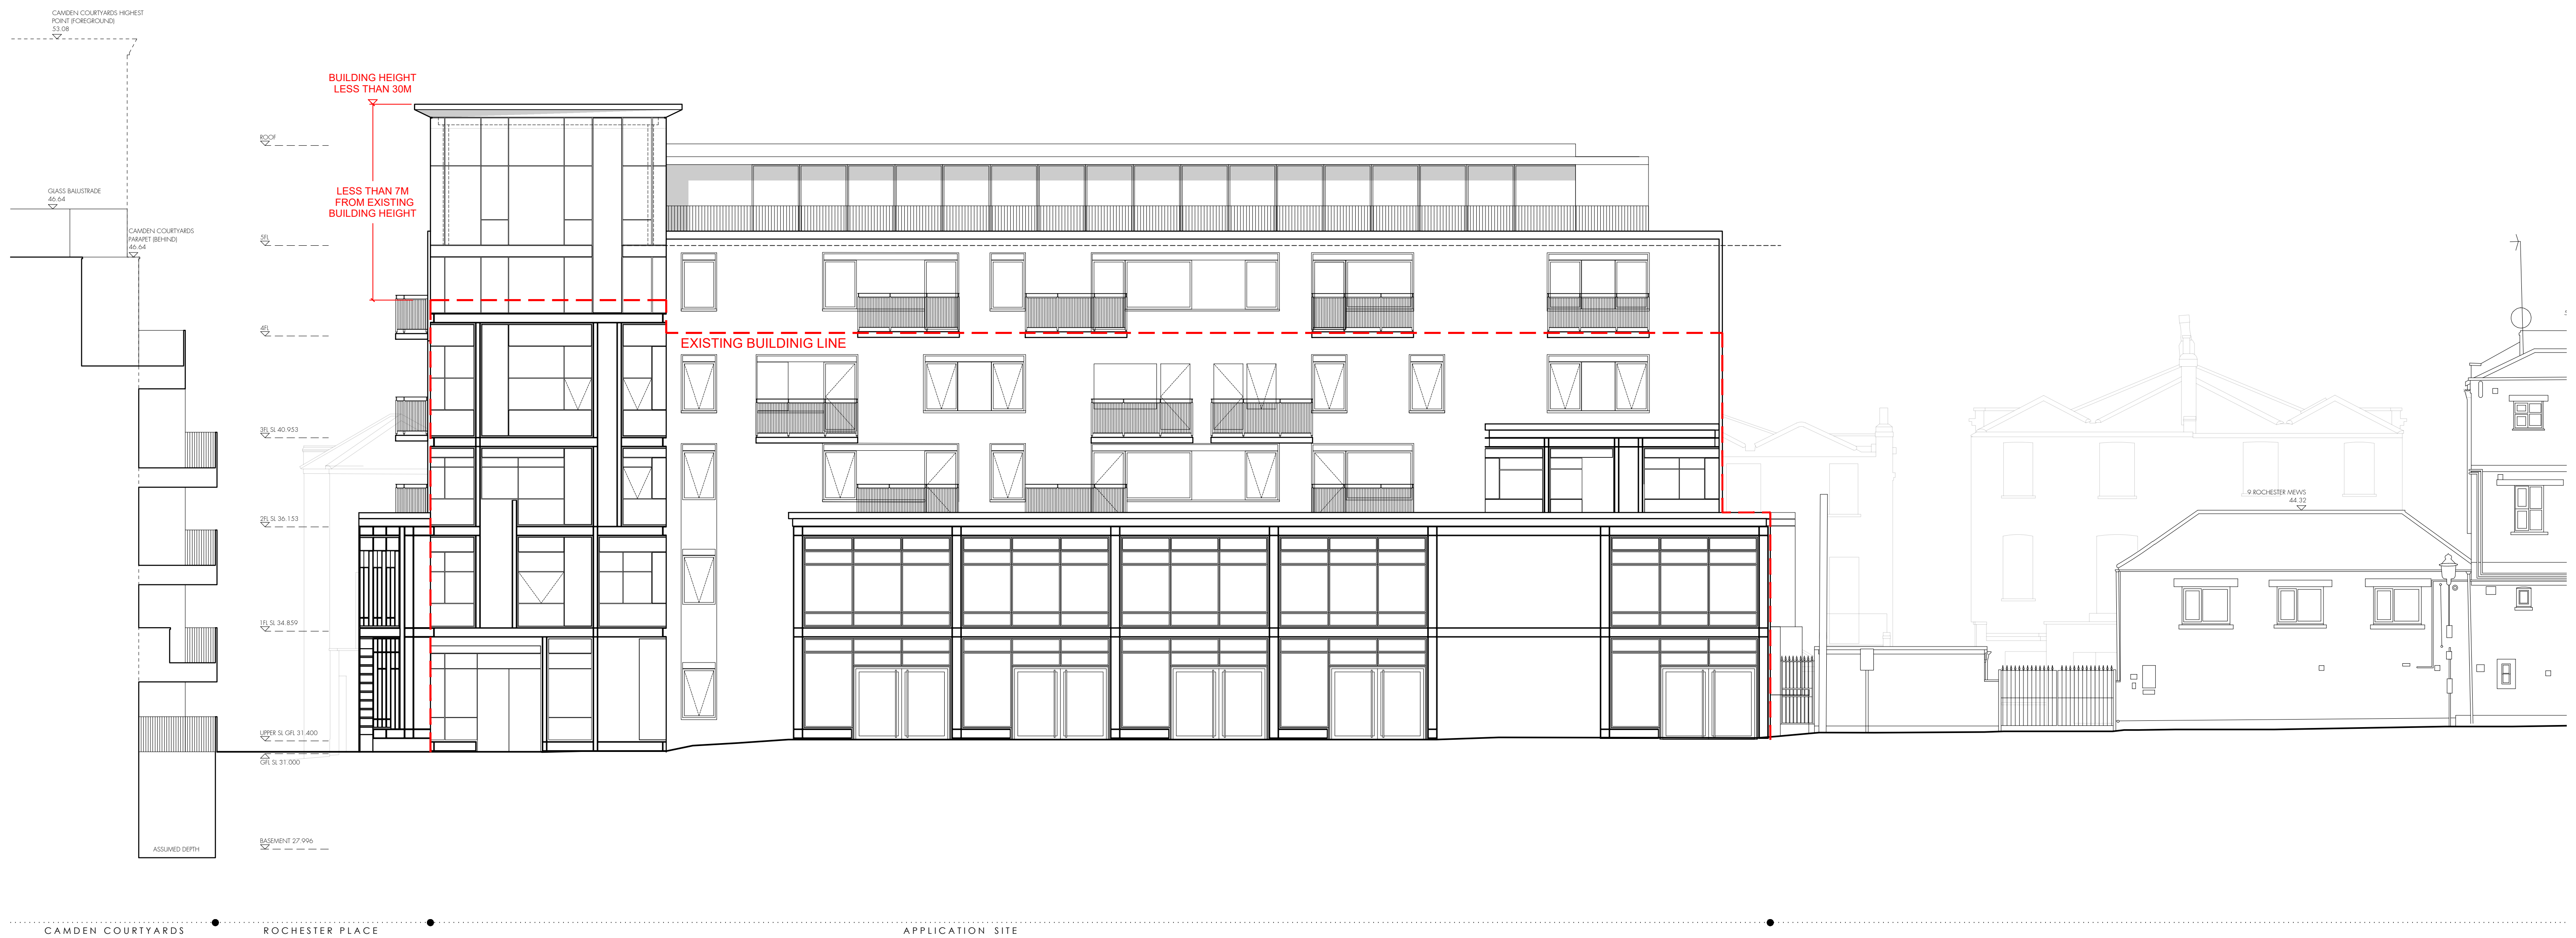 CAMDEN COURTYARDS HIGHEST
POINT (FOREGROUND)
53.08
BUILDING HEIGHT
LESS THAN 30M
ROOF
GLASS BALUSTRADE
46.64
LESS THAN 7M
FROM EXISTING
BUILDING HEIGHT
CAMDEN COURTYARDS
PARAPET (BEHIND)
46.64
5FL
4FL
EXISTING BUILDINIG LINE
3FL SL 40.953
9 ROCHESTER MEWS
44.32
2FL SL 36.153
1FL SL 34.859
UPPER SL GFL 31.400
GFL SL 31.000
BASEMENT 27.996
ASSUMED DEPTH
CAMDEN COURTYARDS
ROCHESTER PLACE
APPLICATION SITE